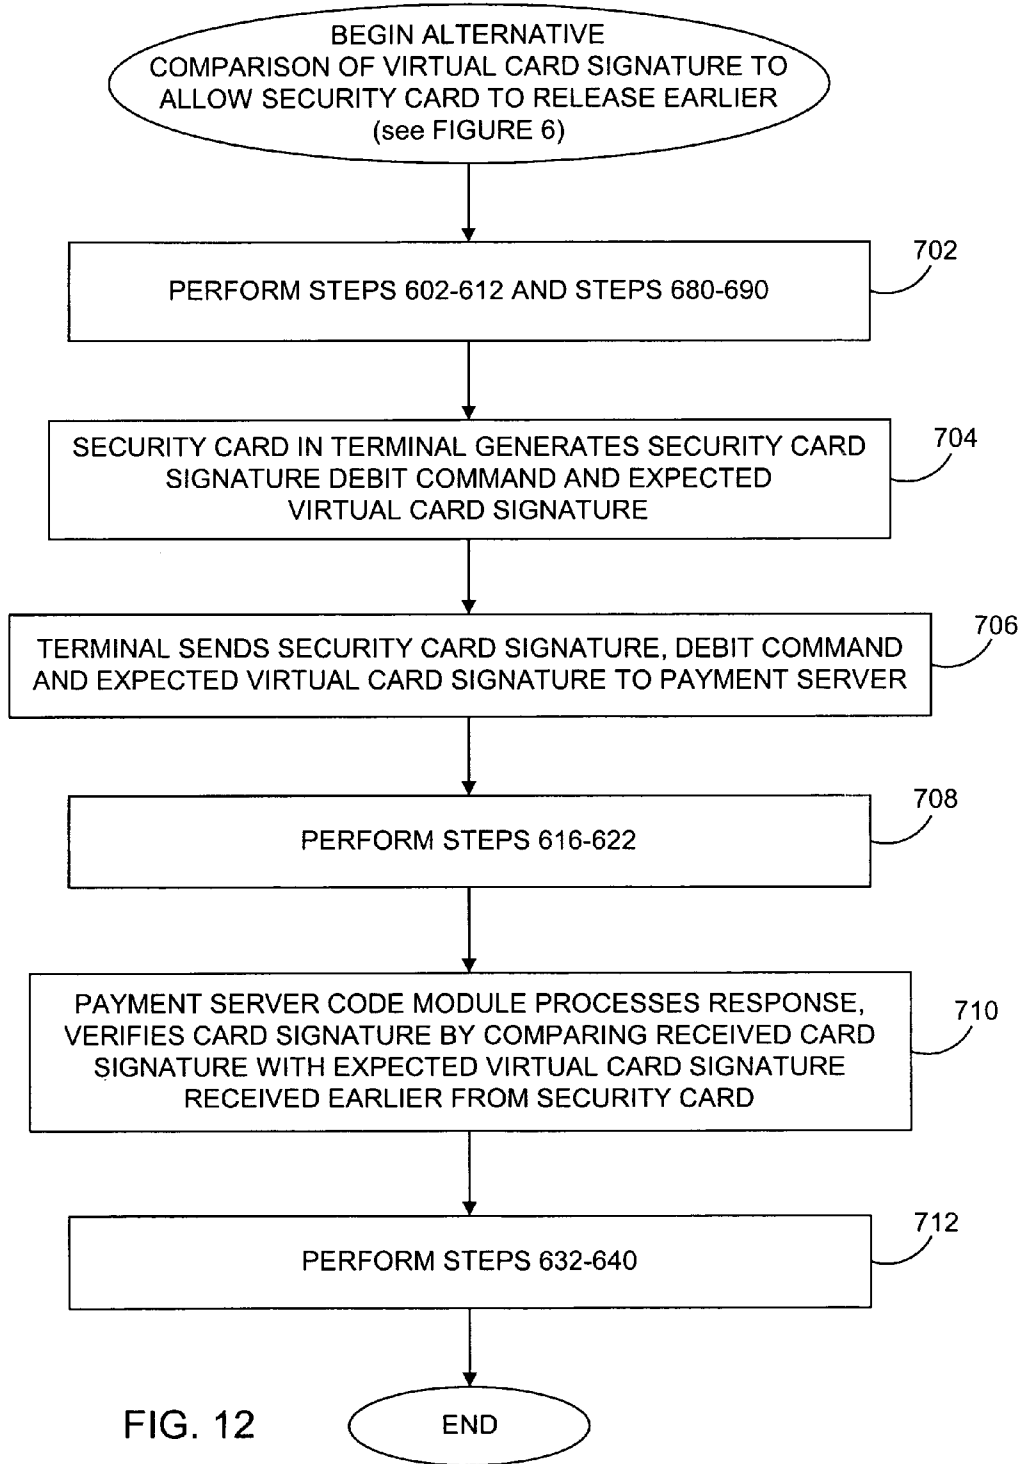 BEGIN ALTERNATIVE
COMPARISON OF VIRTUAL CARD SIGNATURE TO
ALLOW SECURITY CARD TO RELEASE EARLIER
(see FIGURE 6)
702
PERFORM STEPS 602-612 AND STEPS 680-690
704
SECURITY CARD IN TERMINAL GENERATES SECURITY CARD
SIGNATURE DEBIT COMMAND AND EXPECTED
VIRTUAL CARD SIGNATURE
706
TERMINAL SENDS SECURITY CARD SIGNATURE, DEBIT COMMAND
AND EXPECTED VIRTUAL CARD SIGNATURE TO PAYMENT SERVER
708
PERFORM STEPS 616-622
710
PAYMENT SERVER CODE MODULE PROCESSES RESPONSE,
VERIFIES CARD SIGNATURE BY COMPARING RECEIVED CARD
SIGNATURE WITH EXPECTED VIRTUAL CARD SIGNATURE
RECEIVED EARLIER FROM SECURITY CARD
712
PERFORM STEPS 632-640
FIG. 12
END